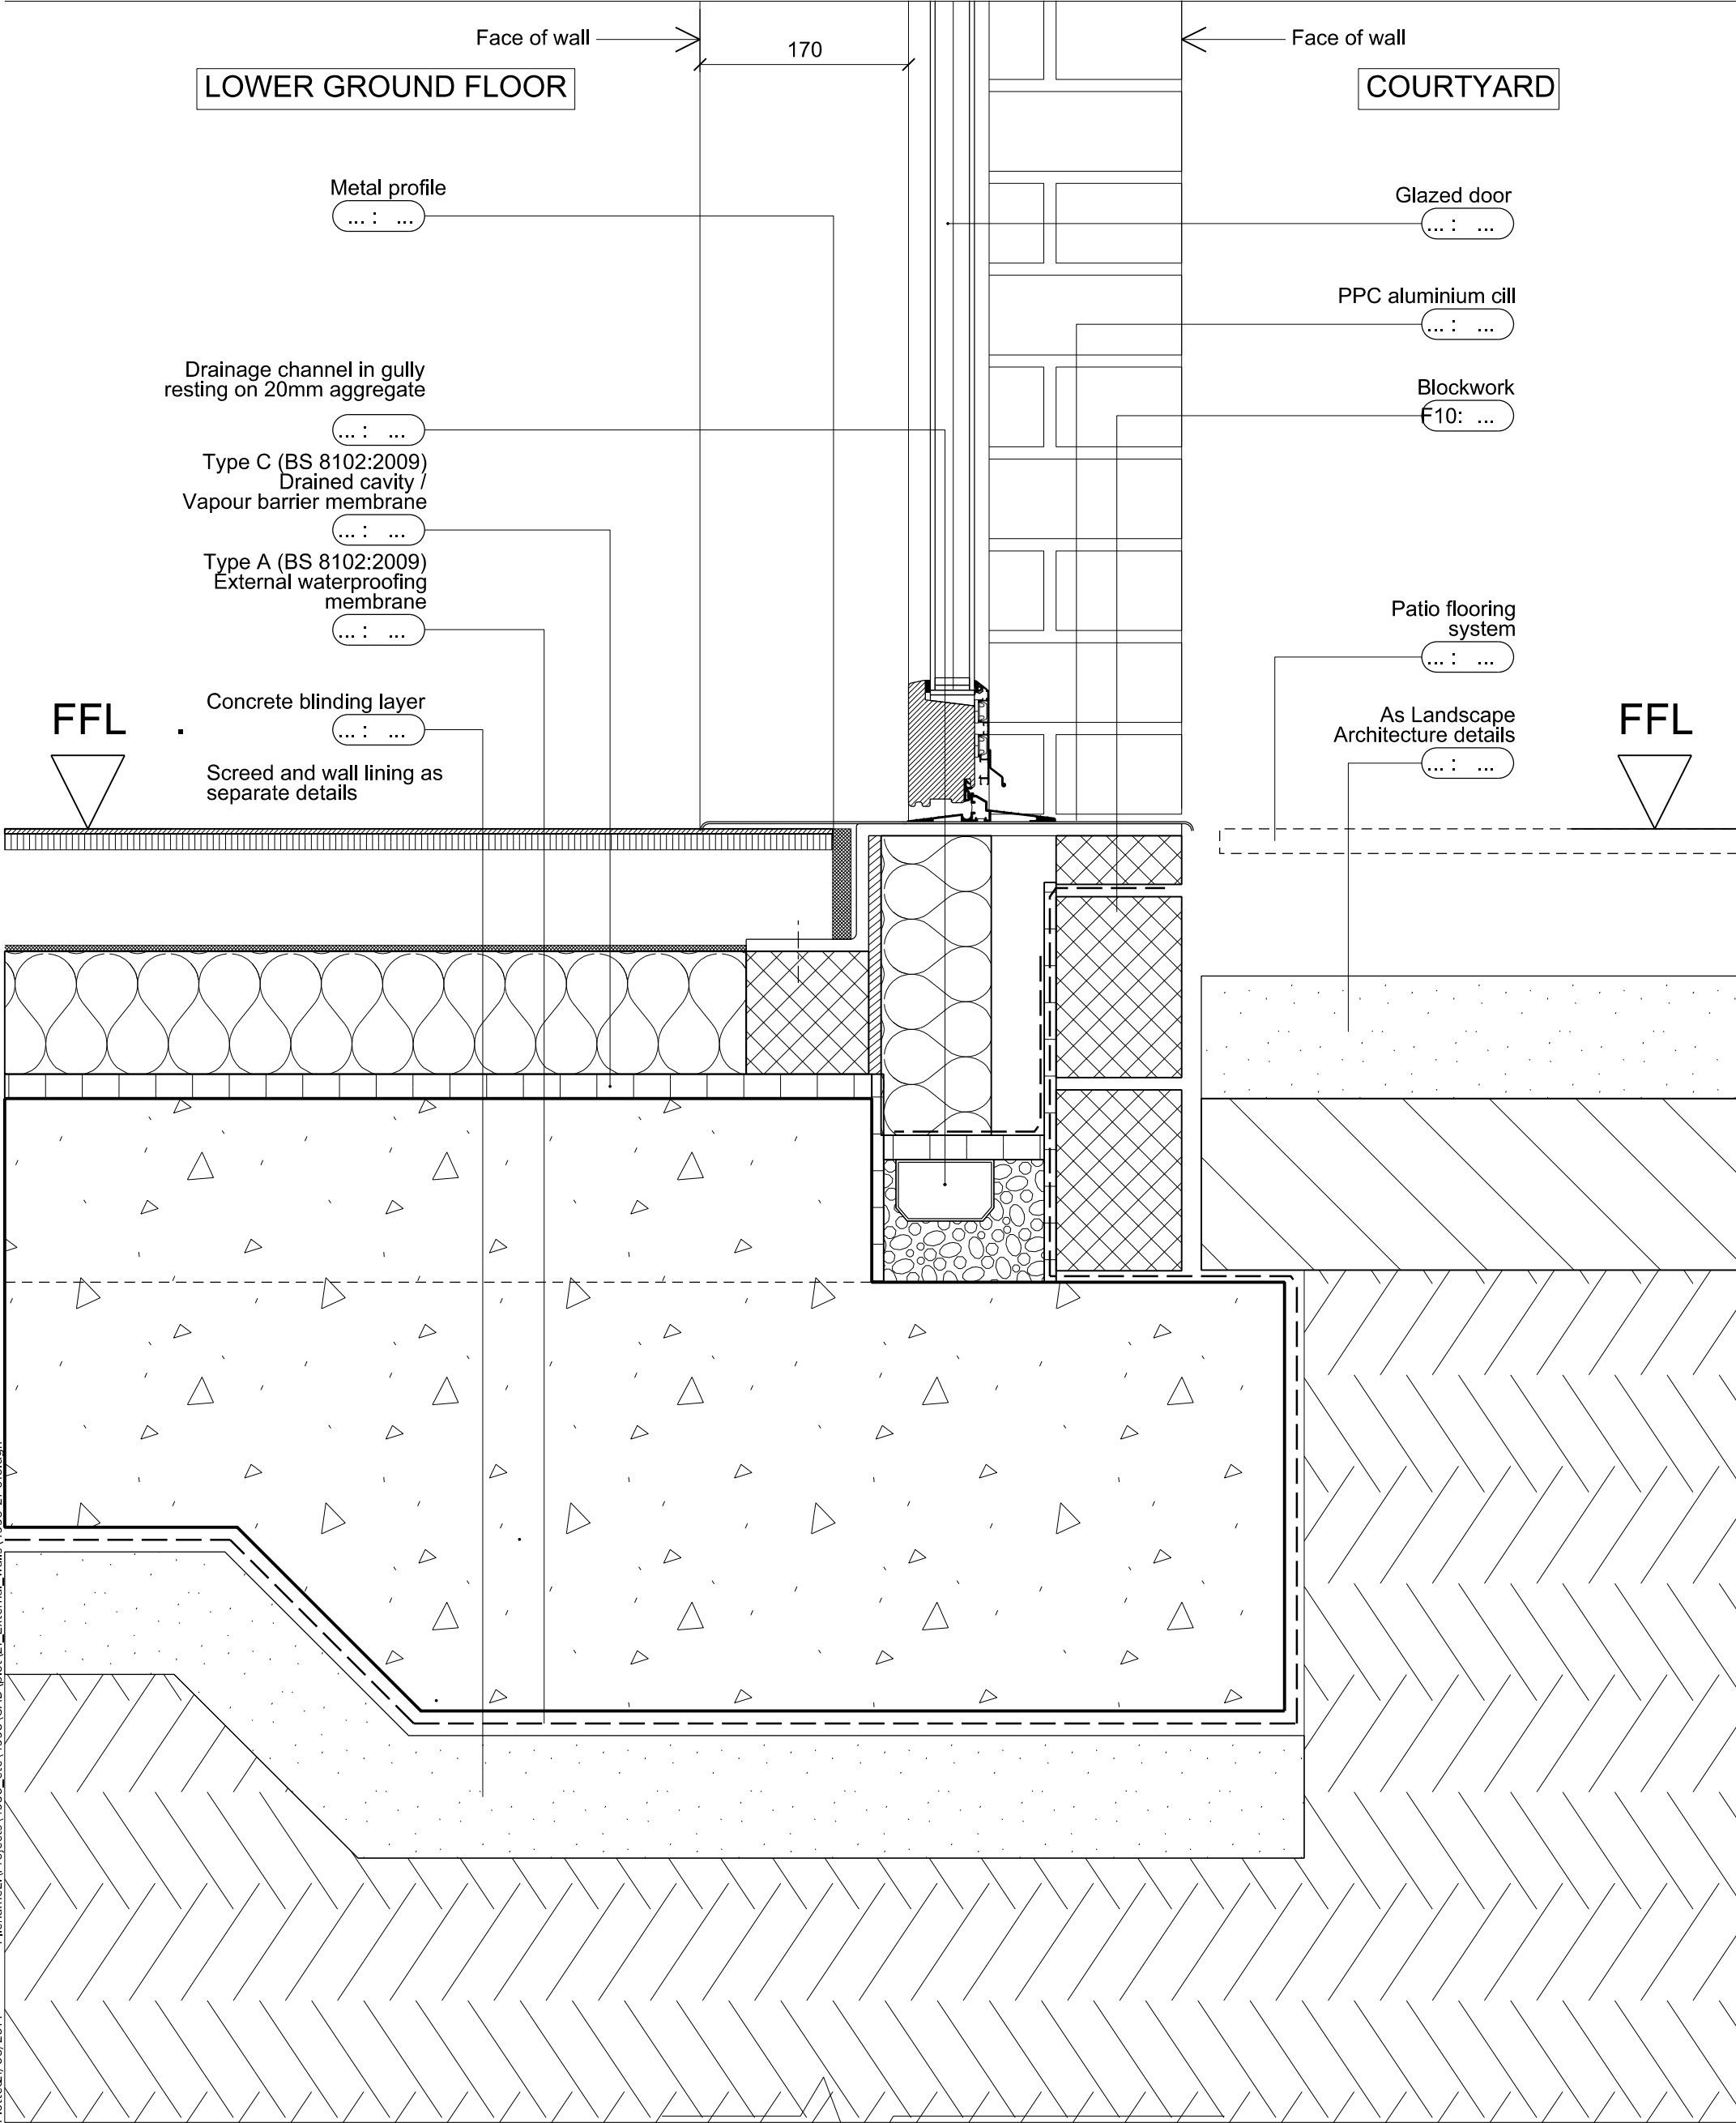 Face of wall
170
Face of wall
LOWER GROUND FLOOR
COURTYARD
Metal profile
... : ...
Glazed door
... : ...
PPC aluminium cill
... : ...
Drainage channel in gully
resting on 20mm aggregate
... : ...
Blockwork
F10: ...
Type C (BS 8102:2009)
Drained cavity /
Vapour barrier membrane
... : ...
Type A (BS 8102:2009)
External waterproofing
membrane
... : ...
Patio flooring
system
... : ...
Concrete blinding layer
... : ...
As Landscape
Architecture details
... : ...
FFL .
FFL
Screed and wall lining as
separate details